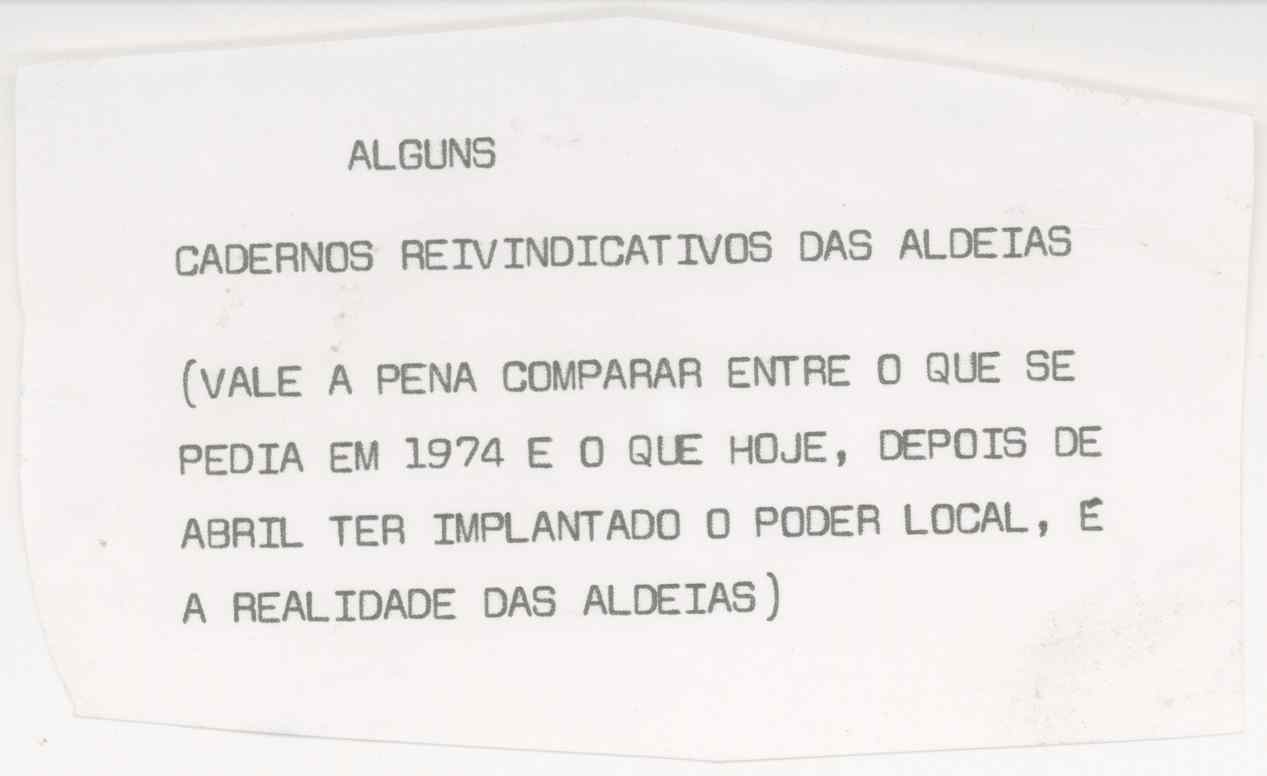 ALGUNS
CADERNOS REIVINDICATIVOS DAS ALDEIAS
(VALE A PENA COMPARAR ENTRE O QUE SE
PEDIA EM 1974 E O QUE HOJE, DEPOIS DE
ABRIL TER IMPLANTADO O PODER LOCAL, É
A REALIDADE DAS ALDEIAS)